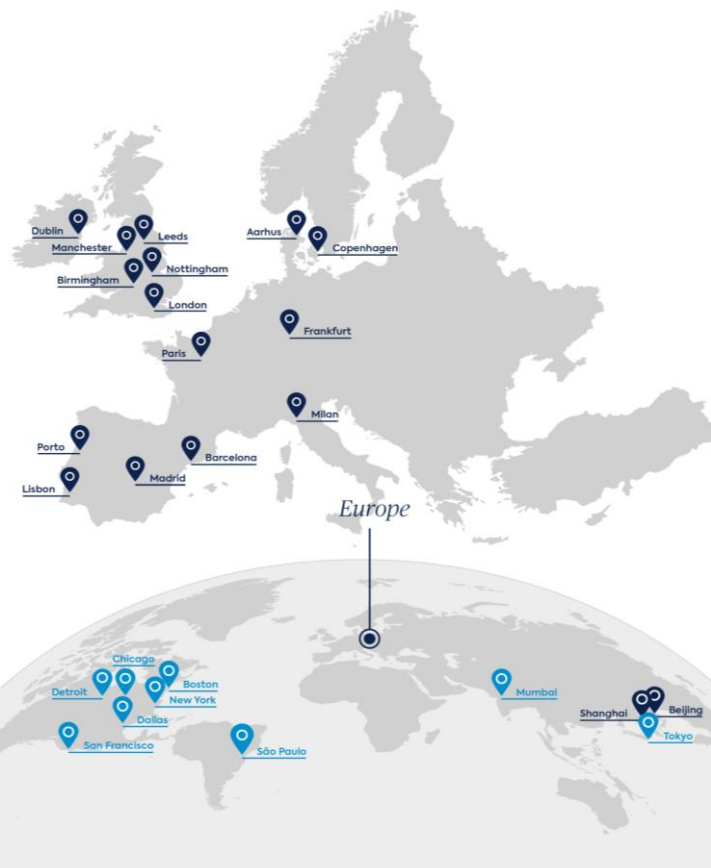 Dublin
Leeds
Manchester
Nottingham
Birmingham
London
Aarhus
Copenhagen
Frankfurt
Paris
Milan
Porto
Barcelona
Madrid
Lisbon
Europe
Chicago
Boston
Detroit
New York
Dallas
San Francisco
São Paulo
Mumbai
Beijing
Shanghai
Tokyo